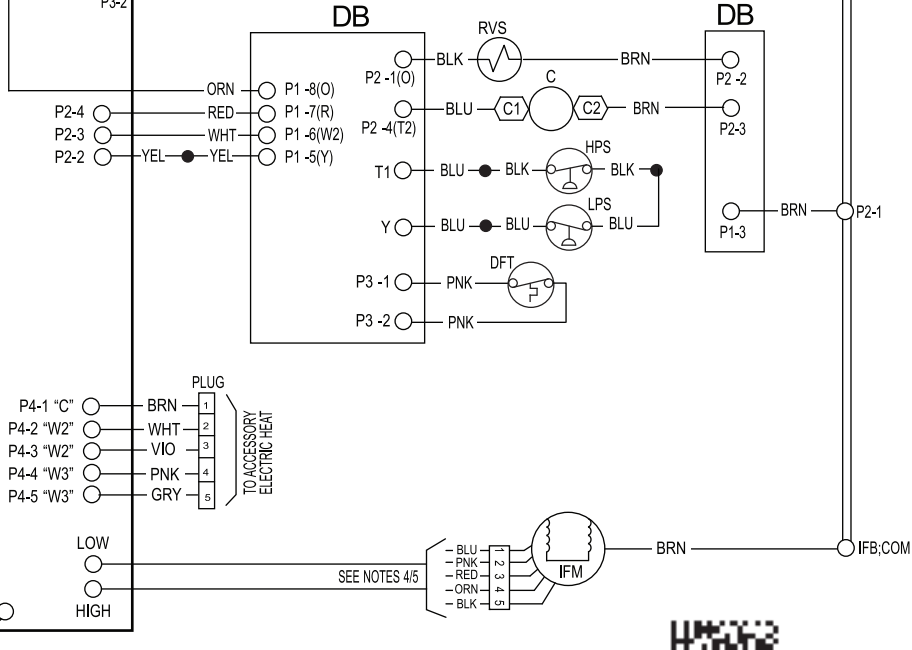 P3-2
DB
DB
RVS
BLK
BRN
P2 -1(O)
P2 -2
ORN
P1 -8(O)
C
P2-4
RED
P1 -7(R)
BLU
C1
C2
BRN
P2 -4(T2)
P2-3
P2-3
WHT
P1 -6(W2)
P2-2
YEL
YEL
P1 -5(Y)
HPS
T1
BLU
BLK
BLK
LPS
BRN
P2-1
P1-3
Y
BLU
BLU
BLU
DFT
P3 -1
PNK
P3 -2
PNK
PLUG
P4-1 "C"
BRN
1
P4-2 "W2"
WHT
2
P4-3 "W2"
VIO
3
P4-4 "W3"
PNK
4
P4-5 "W3"
GRY
5
TO ACCESSORY
ELECTRIC HEAT
LOW
HIGH
SEE NOTES 4/5
BLU
1
PNK
2
RED
3
ORN
4
BLK
5
IFM
BRN
IFB;COM